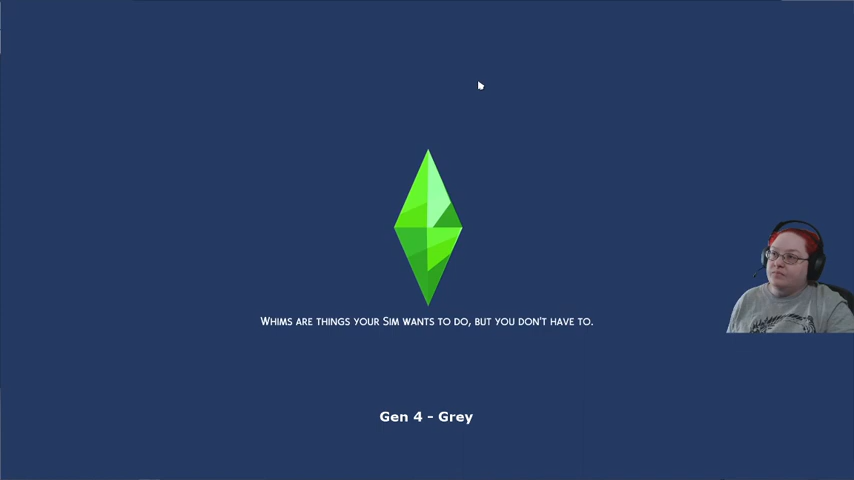 Whims are things your Sim wants to do, but you don't have to.
Gen 4 - Grey